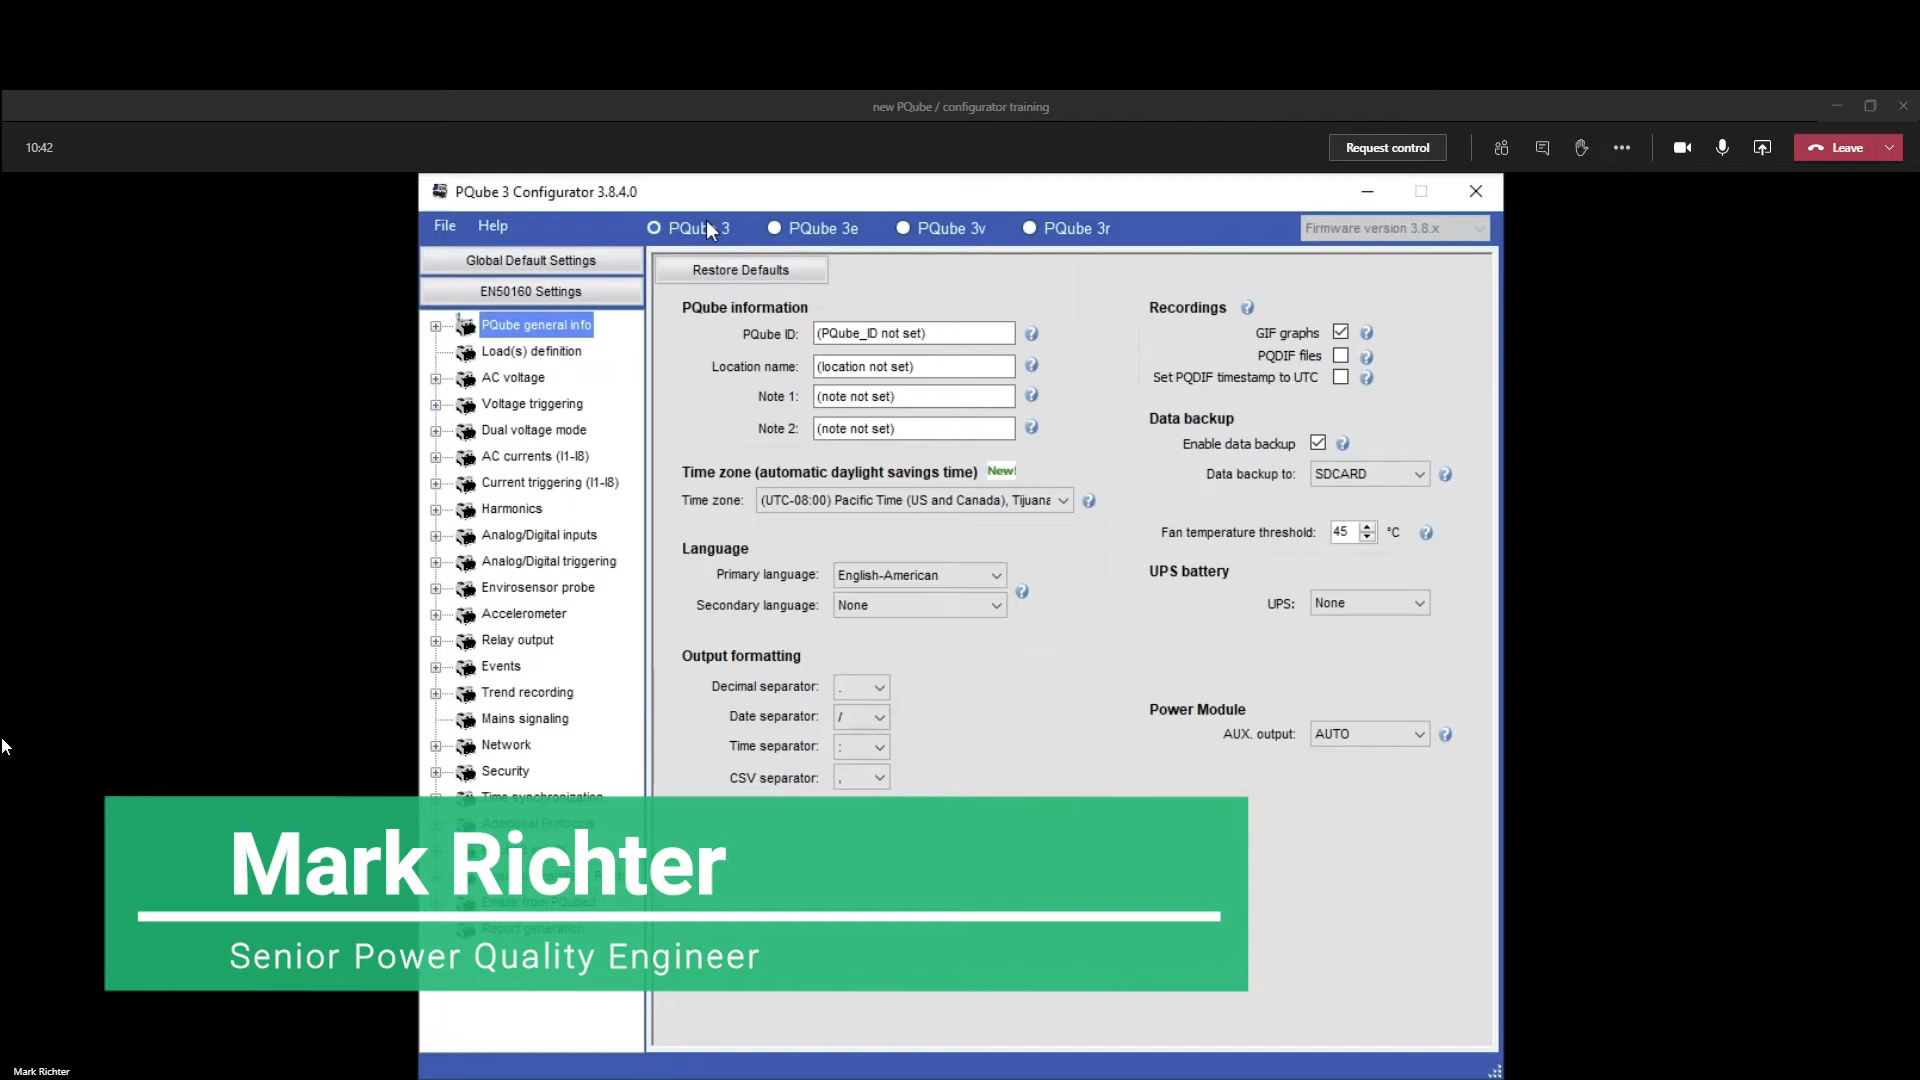 new PQube / configurator training
10:42
Request control
Leave
PQube 3 Configurator 3.8.4.0
File Help
PQube 3 PQube 3e PQube 3v PQube 3r
Firmware version 3.8.x
Global Default Settings
EN50160 Settings
PQube general info
Load(s) definition
AC voltage
Voltage triggering
Dual voltage mode
AC currents (I1-I8)
Current triggering (I1-I8)
Harmonics
Analog/Digital inputs
Analog/Digital triggering
Envirosensor probe
Accelerometer
Relay output
Events
Trend recording
Mains signaling
Network
Security
Time synchronization
Additional Protocols
Emails from PQube3
Report generation
Restore Defaults
PQube information
PQube ID: (PQube_ID not set)
Location name: (location not set)
Note 1: (note not set)
Note 2: (note not set)
Time zone (automatic daylight savings time) New!
Time zone: (UTC-08:00) Pacific Time (US and Canada), Tijuana
Language
Primary language: English-American
Secondary language: None
Output formatting
Decimal separator: .
Date separator: /
Time separator: :
CSV separator: ,
Recordings
GIF graphs
PQDIF files
Set PQDIF timestamp to UTC
Data backup
Enable data backup
Data backup to: SDCARD
Fan temperature threshold: 45 °C
UPS battery
UPS: None
Power Module
AUX. output: AUTO
Mark Richter
Senior Power Quality Engineer
Mark Richter